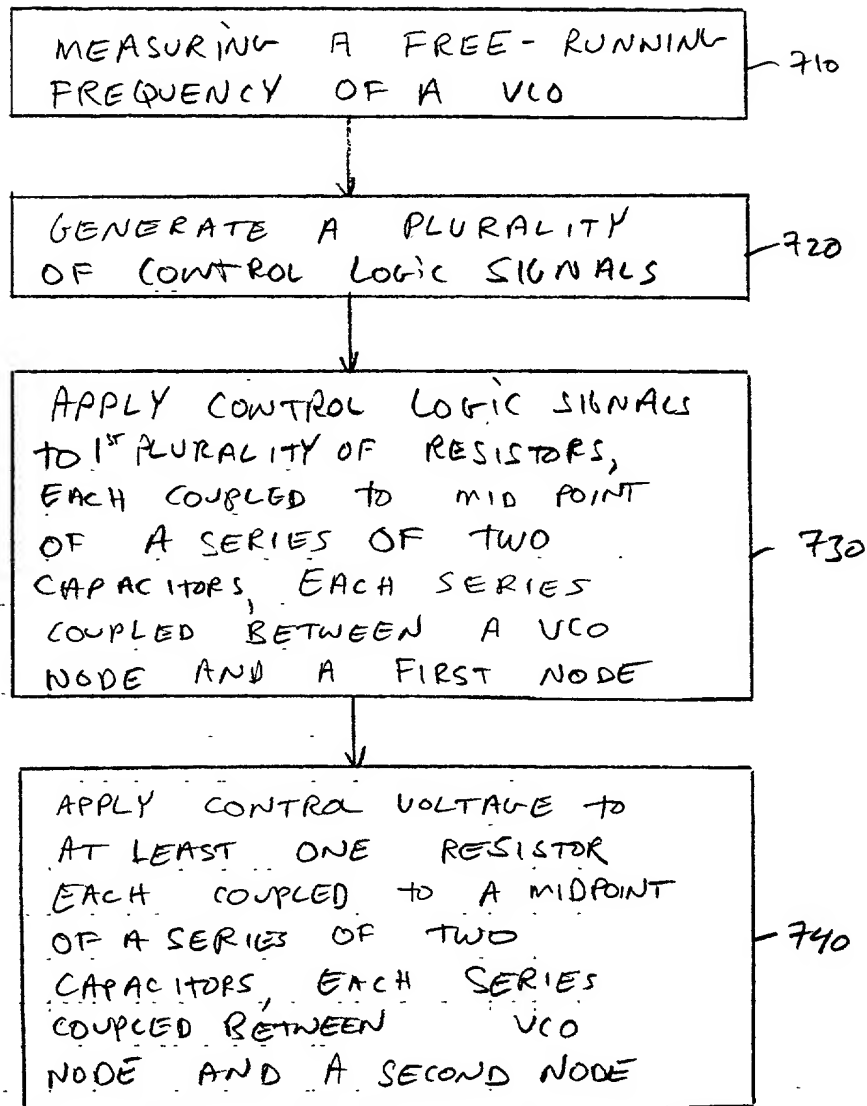 MEASURING A FREE-RUNNING
FREQUENCY OF A VCO
710
GENERATE A PLURALITY
OF CONTROL LOGIC SIGNALS
720
APPLY CONTROL LOGIC SIGNALS
TO 1ST PLURALITY OF RESISTORS,
EACH COUPLED TO MID POINT
OF A SERIES OF TWO
CAPACITORS, EACH SERIES
COUPLED BETWEEN A VCO
NODE AND A FIRST NODE
730
APPLY CONTROL VOLTAGE TO
AT LEAST ONE RESISTOR
EACH COUPLED TO A MIDPOINT
OF A SERIES OF TWO
CAPACITORS, EACH SERIES
COUPLED BETWEEN VCO
NODE AND A SECOND NODE
740